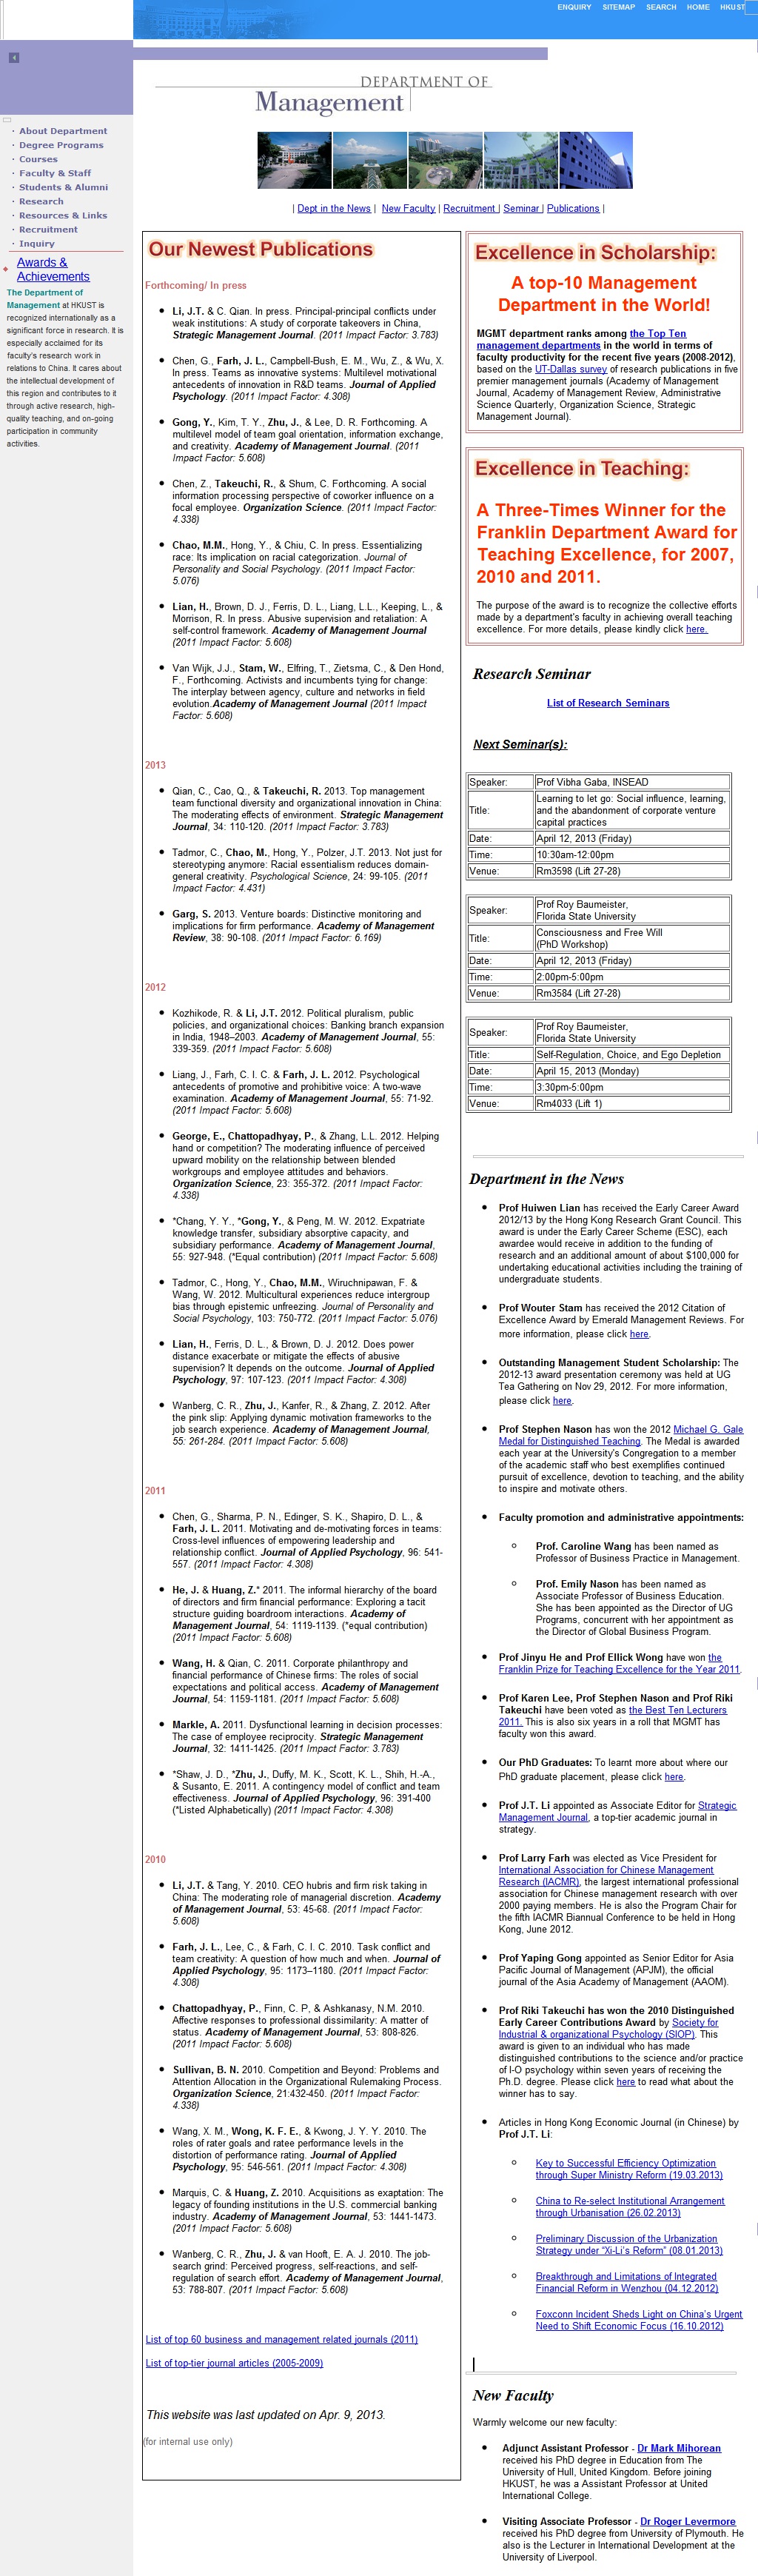 ENQUIRY SITEMAP SEARCH HOME HKUST
DEPARTMENT OF
Management
· About Department
· Degree Programs
· Courses
· Faculty & Staff
· Students & Alumni
· Research
· Resources & Links
· Recruitment
· Inquiry
Awards &
Achievements
The Department of
Management at HKUST is
recognized internationally as a
significant force in research. It is
especially acclaimed for its
faculty's research work in
relations to China. It cares about
the intellectual development of
this region and contributes to it
through active research, high-
quality teaching, and on-going
participation in community
activities.
| Dept in the News | New Faculty | Recruitment | Seminar | Publications |
Our Newest Publications
Forthcoming/ In press
Li, J.T. & C. Qian. In press. Principal-principal conflicts under
weak institutions: A study of corporate takeovers in China,
Strategic Management Journal. (2011 Impact Factor: 3.783)
Chen, G., Farh, J. L., Campbell-Bush, E. M., Wu, Z., & Wu, X.
In press. Teams as innovative systems: Multilevel motivational
antecedents of innovation in R&D teams. Journal of Applied
Psychology. (2011 Impact Factor: 4.308)
Gong, Y., Kim, T. Y., Zhu, J., & Lee, D. R. Forthcoming. A
multilevel model of team goal orientation, information exchange,
and creativity. Academy of Management Journal. (2011
Impact Factor: 5.608)
Chen, Z., Takeuchi, R., & Shum, C. Forthcoming. A social
information processing perspective of coworker influence on a
focal employee. Organization Science. (2011 Impact Factor:
4.338)
Chao, M.M., Hong, Y., & Chiu, C. In press. Essentializing
race: Its implication on racial categorization. Journal of
Personality and Social Psychology. (2011 Impact Factor:
5.076)
Lian, H., Brown, D. J., Ferris, D. L., Liang, L.L., Keeping, L., &
Morrison, R. In press. Abusive supervision and retaliation: A
self-control framework. Academy of Management Journal
(2011 Impact Factor: 5.608)
Van Wijk, J.J., Stam, W., Elfring, T., Zietsma, C., & Den Hond,
F., Forthcoming. Activists and incumbents tying for change:
The interplay between agency, culture and networks in field
evolution.Academy of Management Journal (2011 Impact
Factor: 5.608)
2013
Qian, C., Cao, Q., & Takeuchi, R. 2013. Top management
team functional diversity and organizational innovation in China:
The moderating effects of environment. Strategic Management
Journal, 34: 110-120. (2011 Impact Factor: 3.783)
Tadmor, C., Chao, M., Hong, Y., Polzer, J.T. 2013. Not just for
stereotyping anymore: Racial essentialism reduces domain-
general creativity. Psychological Science, 24: 99-105. (2011
Impact Factor: 4.431)
Garg, S. 2013. Venture boards: Distinctive monitoring and
implications for firm performance. Academy of Management
Review, 38: 90-108. (2011 Impact Factor: 6.169)
2012
Kozhikode, R. & Li, J.T. 2012. Political pluralism, public
policies, and organizational choices: Banking branch expansion
in India, 1948–2003. Academy of Management Journal, 55:
339-359. (2011 Impact Factor: 5.608)
Liang, J., Farh, C. I. C. & Farh, J. L. 2012. Psychological
antecedents of promotive and prohibitive voice: A two-wave
examination. Academy of Management Journal, 55: 71-92.
(2011 Impact Factor: 5.608)
George, E., Chattopadhyay, P., & Zhang, L.L. 2012. Helping
hand or competition? The moderating influence of perceived
upward mobility on the relationship between blended
workgroups and employee attitudes and behaviors.
Organization Science, 23: 355-372. (2011 Impact Factor:
4.338)
*Chang, Y. Y., *Gong, Y., & Peng, M. W. 2012. Expatriate
knowledge transfer, subsidiary absorptive capacity, and
subsidiary performance. Academy of Management Journal,
55: 927-948. (*Equal contribution) (2011 Impact Factor: 5.608)
Tadmor, C., Hong, Y., Chao, M.M., Wiruchnipawan, F. &
Wang, W. 2012. Multicultural experiences reduce intergroup
bias through epistemic unfreezing. Journal of Personality and
Social Psychology, 103: 750-772. (2011 Impact Factor: 5.076)
Lian, H., Ferris, D. L., & Brown, D. J. 2012. Does power
distance exacerbate or mitigate the effects of abusive
supervision? It depends on the outcome. Journal of Applied
Psychology, 97: 107-123. (2011 Impact Factor: 4.308)
Wanberg, C. R., Zhu, J., Kanfer, R., & Zhang, Z. 2012. After
the pink slip: Applying dynamic motivation frameworks to the
job search experience. Academy of Management Journal,
55: 261-284. (2011 Impact Factor: 5.608)
2011
Chen, G., Sharma, P. N., Edinger, S. K., Shapiro, D. L., &
Farh, J. L. 2011. Motivating and de-motivating forces in teams:
Cross-level influences of empowering leadership and
relationship conflict. Journal of Applied Psychology, 96: 541-
557. (2011 Impact Factor: 4.308)
He, J. & Huang, Z.* 2011. The informal hierarchy of the board
of directors and firm financial performance: Exploring a tacit
structure guiding boardroom interactions. Academy of
Management Journal, 54: 1119-1139. (*equal contribution)
(2011 Impact Factor: 5.608)
Wang, H. & Qian, C. 2011. Corporate philanthropy and
financial performance of Chinese firms: The roles of social
expectations and political access. Academy of Management
Journal, 54: 1159-1181. (2011 Impact Factor: 5.608)
Markle, A. 2011. Dysfunctional learning in decision processes:
The case of employee reciprocity. Strategic Management
Journal, 32: 1411-1425. (2011 Impact Factor: 3.783)
*Shaw, J. D., *Zhu, J., Duffy, M. K., Scott, K. L., Shih, H.-A.,
& Susanto, E. 2011. A contingency model of conflict and team
effectiveness. Journal of Applied Psychology, 96: 391-400
(*Listed Alphabetically) (2011 Impact Factor: 4.308)
2010
Li, J.T. & Tang, Y. 2010. CEO hubris and firm risk taking in
China: The moderating role of managerial discretion. Academy
of Management Journal, 53: 45-68. (2011 Impact Factor:
5.608)
Farh, J. L., Lee, C., & Farh, C. I. C. 2010. Task conflict and
team creativity: A question of how much and when. Journal of
Applied Psychology, 95: 1173–1180. (2011 Impact Factor:
4.308)
Chattopadhyay, P., Finn, C. P, & Ashkanasy, N.M. 2010.
Affective responses to professional dissimilarity: A matter of
status. Academy of Management Journal, 53: 808-826.
(2011 Impact Factor: 5.608)
Sullivan, B. N. 2010. Competition and Beyond: Problems and
Attention Allocation in the Organizational Rulemaking Process.
Organization Science, 21:432-450. (2011 Impact Factor:
4.338)
Wang, X. M., Wong, K. F. E., & Kwong, J. Y. Y. 2010. The
roles of rater goals and ratee performance levels in the
distortion of performance rating. Journal of Applied
Psychology, 95: 546-561. (2011 Impact Factor: 4.308)
Marquis, C. & Huang, Z. 2010. Acquisitions as exaptation: The
legacy of founding institutions in the U.S. commercial banking
industry. Academy of Management Journal, 53: 1441-1473.
(2011 Impact Factor: 5.608)
Wanberg, C. R., Zhu, J. & van Hooft, E. A. J. 2010. The job-
search grind: Perceived progress, self-reactions, and self-
regulation of search effort. Academy of Management Journal,
53: 788-807. (2011 Impact Factor: 5.608)
List of top 60 business and management related journals (2011)
List of top-tier journal articles (2005-2009)
This website was last updated on Apr. 9, 2013.
(for internal use only)
Excellence in Scholarship:
A top-10 Management
Department in the World!
MGMT department ranks among the Top Ten
management departments in the world in terms of
faculty productivity for the recent five years (2008-2012),
based on the UT-Dallas survey of research publications in five
premier management journals (Academy of Management
Journal, Academy of Management Review, Administrative
Science Quarterly, Organization Science, Strategic
Management Journal).
Excellence in Teaching:
A Three-Times Winner for the
Franklin Department Award for
Teaching Excellence, for 2007,
2010 and 2011.
The purpose of the award is to recognize the collective efforts
made by a department's faculty in achieving overall teaching
excellence. For more details, please kindly click here.
Research Seminar
List of Research Seminars
Next Seminar(s):
Speaker: Prof Vibha Gaba, INSEAD
Title: Learning to let go: Social influence, learning,
and the abandonment of corporate venture
capital practices
Date: April 12, 2013 (Friday)
Time: 10:30am-12:00pm
Venue: Rm3598 (Lift 27-28)
Speaker: Prof Roy Baumeister,
Florida State University
Title: Consciousness and Free Will
(PhD Workshop)
Date: April 12, 2013 (Friday)
Time: 2:00pm-5:00pm
Venue: Rm3584 (Lift 27-28)
Speaker: Prof Roy Baumeister,
Florida State University
Title: Self-Regulation, Choice, and Ego Depletion
Date: April 15, 2013 (Monday)
Time: 3:30pm-5:00pm
Venue: Rm4033 (Lift 1)
Department in the News
Prof Huiwen Lian has received the Early Career Award
2012/13 by the Hong Kong Research Grant Council. This
award is under the Early Career Scheme (ESC), each
awardee would receive in addition to the funding of
research and an additional amount of about $100,000 for
undertaking educational activities including the training of
undergraduate students.
Prof Wouter Stam has received the 2012 Citation of
Excellence Award by Emerald Management Reviews. For
more information, please click here.
Outstanding Management Student Scholarship: The
2012-13 award presentation ceremony was held at UG
Tea Gathering on Nov 29, 2012. For more information,
please click here.
Prof Stephen Nason has won the 2012 Michael G. Gale
Medal for Distinguished Teaching. The Medal is awarded
each year at the University's Congregation to a member
of the academic staff who best exemplifies continued
pursuit of excellence, devotion to teaching, and the ability
to inspire and motivate others.
Faculty promotion and administrative appointments:
Prof. Caroline Wang has been named as
Professor of Business Practice in Management.
Prof. Emily Nason has been named as
Associate Professor of Business Education.
She has been appointed as the Director of UG
Programs, concurrent with her appointment as
the Director of Global Business Program.
Prof Jinyu He and Prof Ellick Wong have won the
Franklin Prize for Teaching Excellence for the Year 2011.
Prof Karen Lee, Prof Stephen Nason and Prof Riki
Takeuchi have been voted as the Best Ten Lecturers
2011. This is also six years in a roll that MGMT has
faculty won this award.
Our PhD Graduates: To learnt more about where our
PhD graduate placement, please click here.
Prof J.T. Li appointed as Associate Editor for Strategic
Management Journal, a top-tier academic journal in
strategy.
Prof Larry Farh was elected as Vice President for
International Association for Chinese Management
Research (IACMR), the largest international professional
association for Chinese management research with over
2000 paying members. He is also the Program Chair for
the fifth IACMR Biannual Conference to be held in Hong
Kong, June 2012.
Prof Yaping Gong appointed as Senior Editor for Asia
Pacific Journal of Management (APJM), the official
journal of the Asia Academy of Management (AAOM).
Prof Riki Takeuchi has won the 2010 Distinguished
Early Career Contributions Award by Society for
Industrial & organizational Psychology (SIOP). This
award is given to an individual who has made
distinguished contributions to the science and/or practice
of I-O psychology within seven years of receiving the
Ph.D. degree. Please click here to read what about the
winner has to say.
Articles in Hong Kong Economic Journal (in Chinese) by
Prof J.T. Li:
Key to Successful Efficiency Optimization
through Super Ministry Reform (19.03.2013)
China to Re-select Institutional Arrangement
through Urbanisation (26.02.2013)
Preliminary Discussion of the Urbanization
Strategy under “Xi-Li’s Reform” (08.01.2013)
Breakthrough and Limitations of Integrated
Financial Reform in Wenzhou (04.12.2012)
Foxconn Incident Sheds Light on China's Urgent
Need to Shift Economic Focus (16.10.2012)
New Faculty
Warmly welcome our new faculty:
Adjunct Assistant Professor - Dr Mark Mihorean
received his PhD degree in Education from The
University of Hull, United Kingdom. Before joining
HKUST, he was a Assistant Professor at United
International College.
Visiting Associate Professor - Dr Roger Levermore
received his PhD degree from University of Plymouth. He
also is the Lecturer in International Development at the
University of Liverpool.